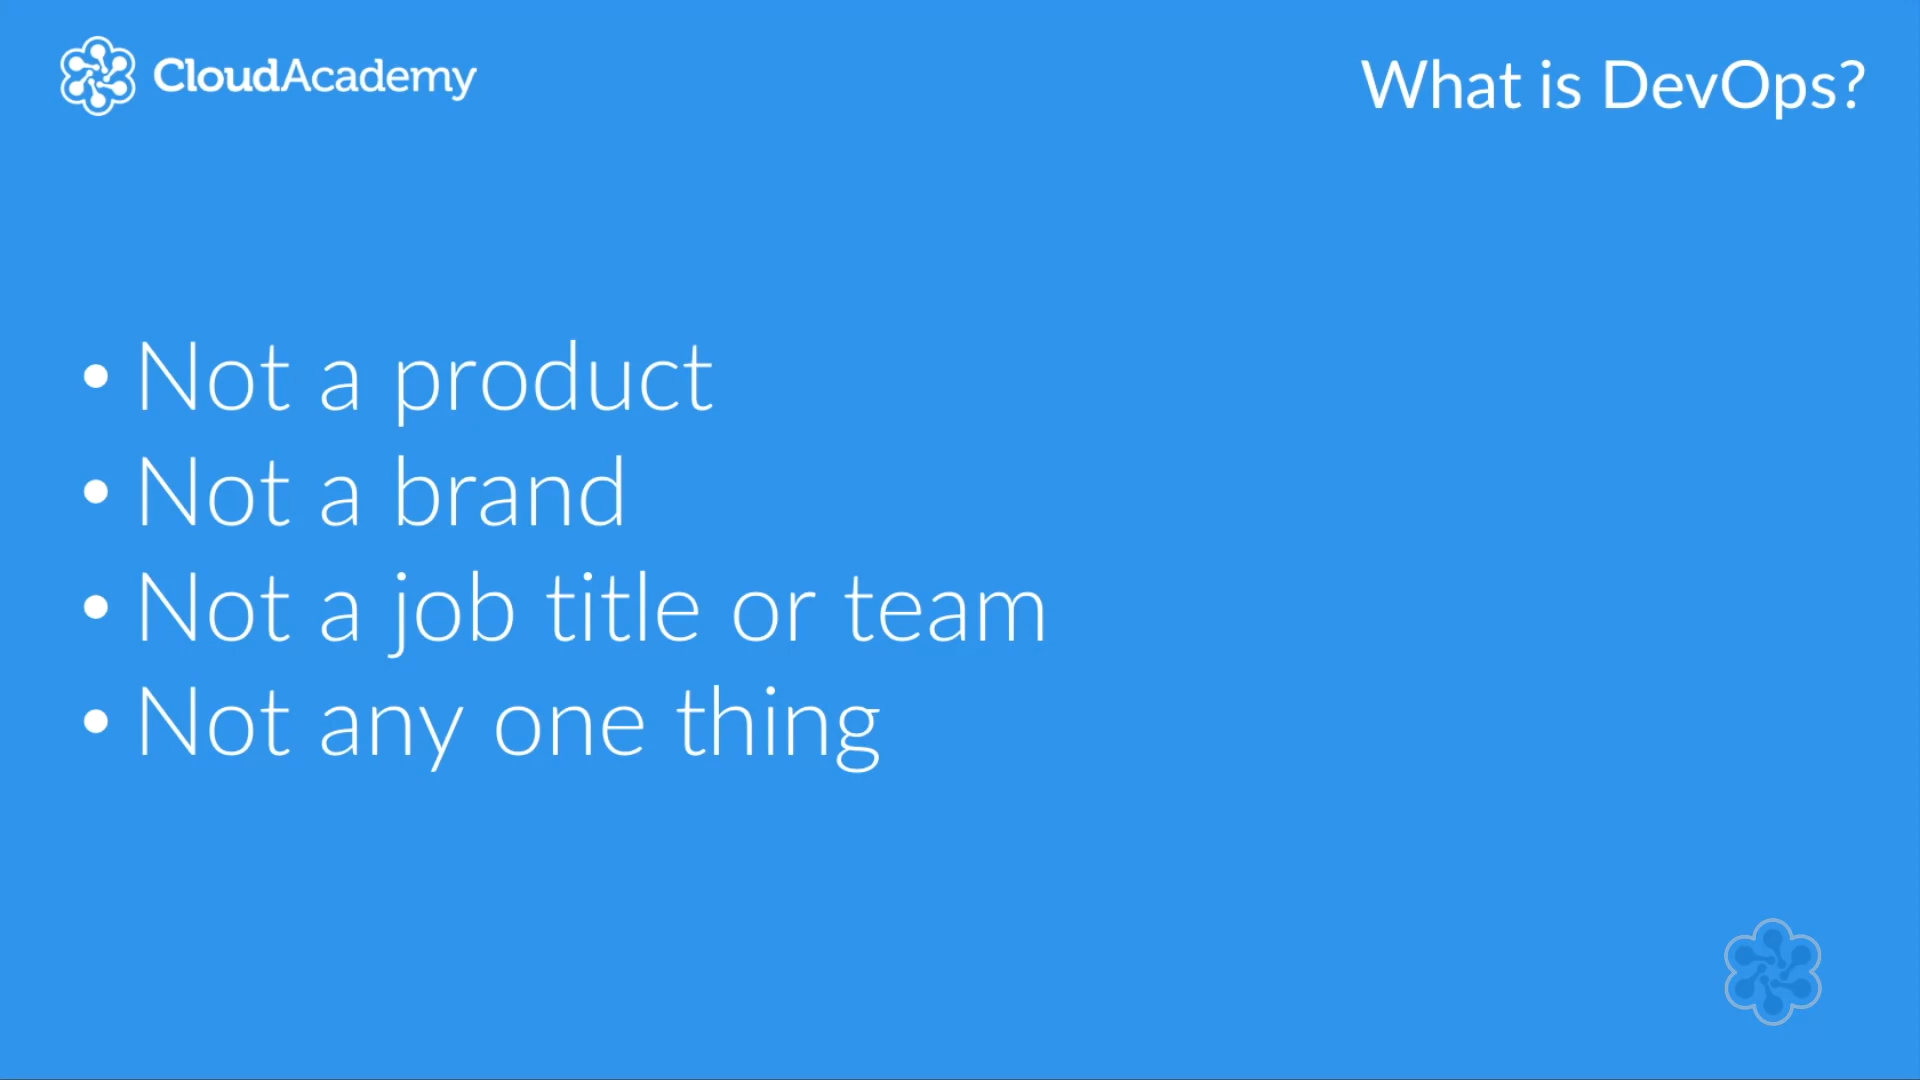 CloudAcademy
What is DevOps?
• Not a product
• Not a brand
• Not a job title or team
• Not any one thing